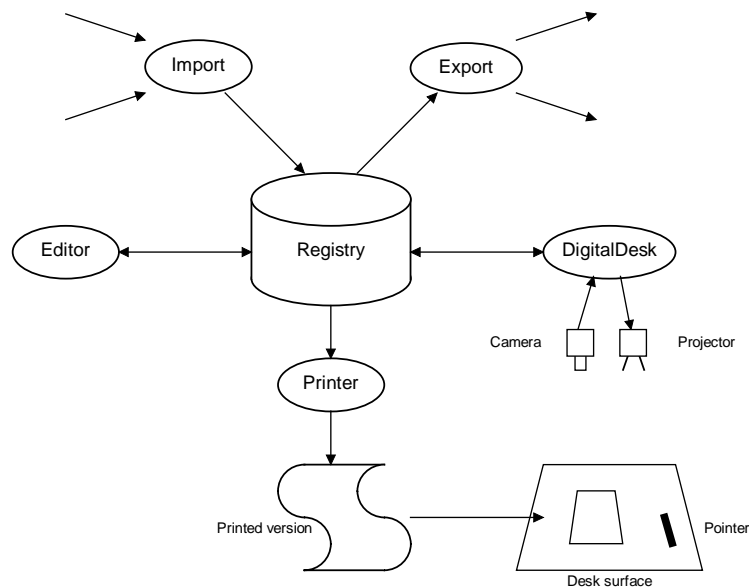 Import
Export
Editor
Registry
DigitalDesk
Camera
Projector
Printer
Printed version
Pointer
Desk surface